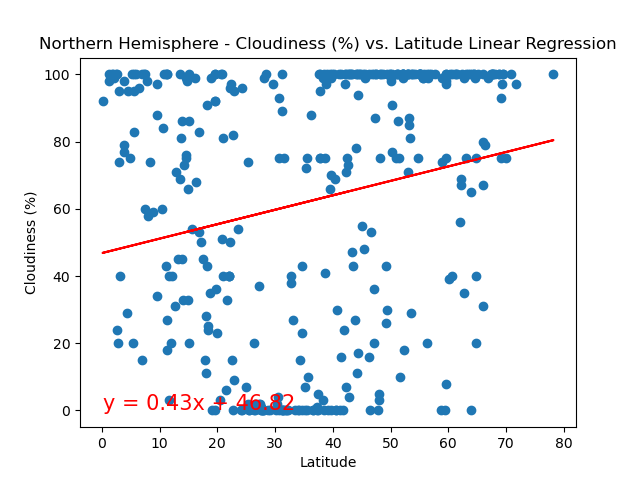 Northern Hemisphere - Cloudiness (%) vs. Latitude Linear Regression
100
80
60
40
20
0
Cloudiness (%)
y = 0.43x + 46.82
0 10 20 30 40 50 60 70 80
Latitude